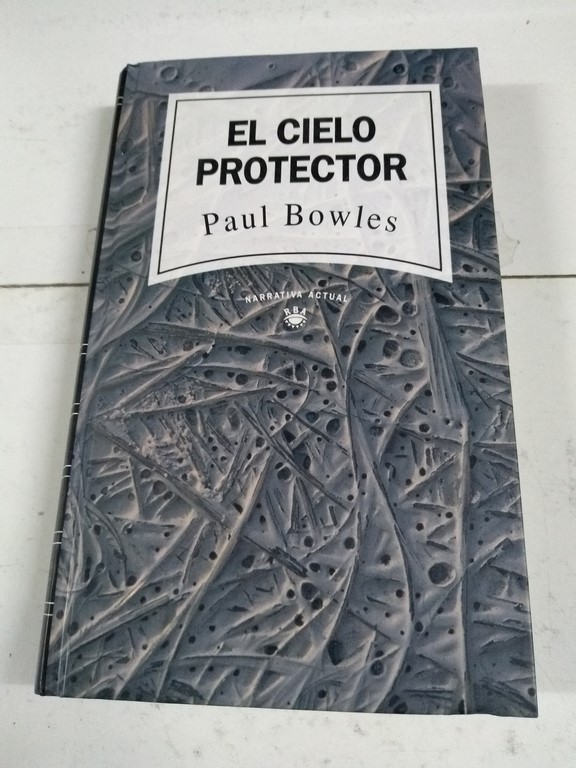 EL CIELO
PROTECTOR
Paul Bowles
NARRATIVA ACTUAL
RBA